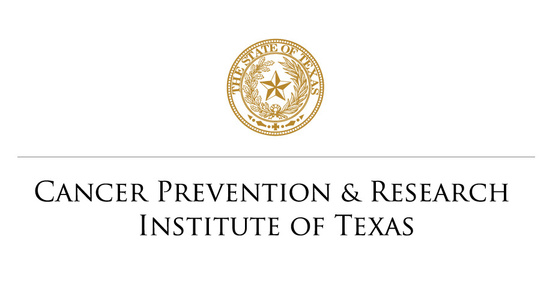 THE STATE OF TEXAS
CANCER PREVENTION & RESEARCH
INSTITUTE OF TEXAS